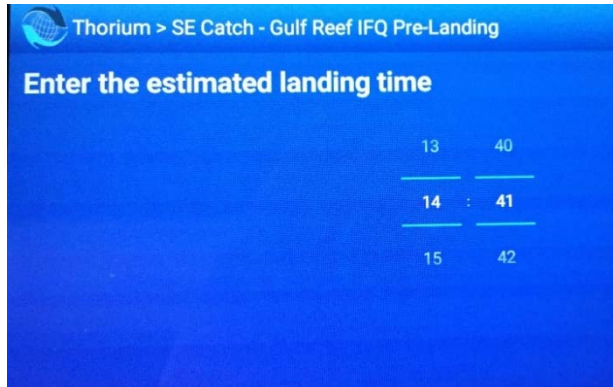 Thorium > SE Catch - Gulf Reef IFQ Pre-Landing
Enter the estimated landing time
13 40
14 : 41
15 42